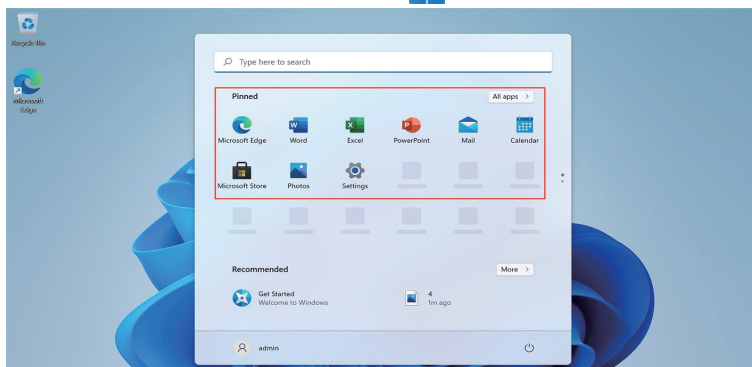 Recycle Bin
Microsoft
Edge
Type here to search
Pinned
All apps >
Microsoft Edge
Word
Excel
PowerPoint
Mail
Calendar
Microsoft Store
Photos
Settings
Recommended
More >
Get Started
Welcome to Windows
4
1m ago
admin